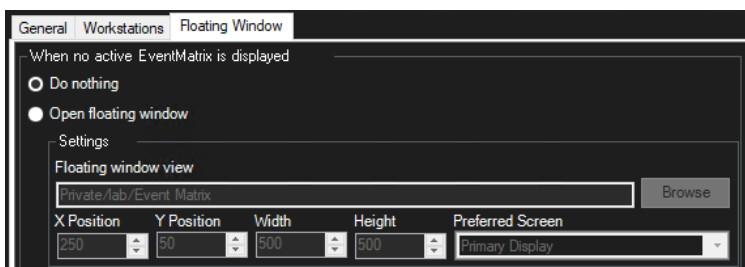 General Workstations Floating Window
When no active EventMatrix is displayed
Do nothing
Open floating window
Settings
Floating window view
Private/lab/Event Matrix Browse
X Position Y Position Width Height Preferred Screen
250 50 500 500 Primary Display